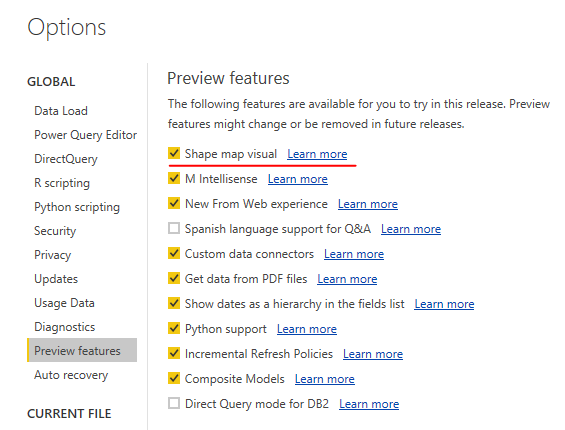 Options
GLOBAL
Data Load
Power Query Editor
DirectQuery
R scripting
Python scripting
Security
Privacy
Updates
Usage Data
Diagnostics
Preview features
Auto recovery
CURRENT FILE
Preview features
The following features are available for you to try in this release. Preview
features might change or be removed in future releases.
Shape map visual Learn more
M Intellisense Learn more
New From Web experience Learn more
Spanish language support for Q&A Learn more
Custom data connectors Learn more
Get data from PDF files Learn more
Show dates as a hierarchy in the fields list Learn more
Python support Learn more
Incremental Refresh Policies Learn more
Composite Models Learn more
Direct Query mode for DB2 Learn more